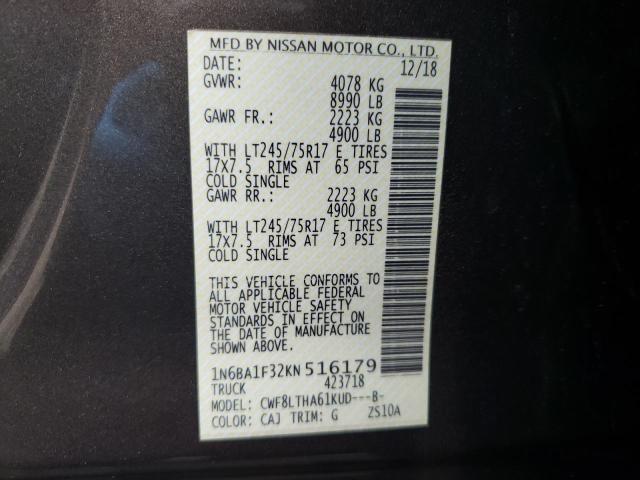 MFD BY NISSAN MOTOR CO., LTD.
DATE: 12/18
GVWR: 4078 KG
8990 LB
GAWR FR.: 2223 KG
4900 LB
WITH LT245/75R17 E TIRES
17X7.5 RIMS AT 65 PSI
COLD SINGLE
GAWR RR.: 2223 KG
4900 LB
WITH LT245/75R17 E TIRES
17X7.5 RIMS AT 73 PSI
COLD SINGLE
THIS VEHICLE CONFORMS TO
ALL APPLICABLE FEDERAL
MOTOR VEHICLE SAFETY
STANDARDS IN EFFECT ON
THE DATE OF MANUFACTURE
SHOWN ABOVE.
1N6BA1F32KN516179
TRUCK 423718
MODEL: CWF8LTHA61KUD---B-
COLOR: CAJ TRIM: G ZS10A